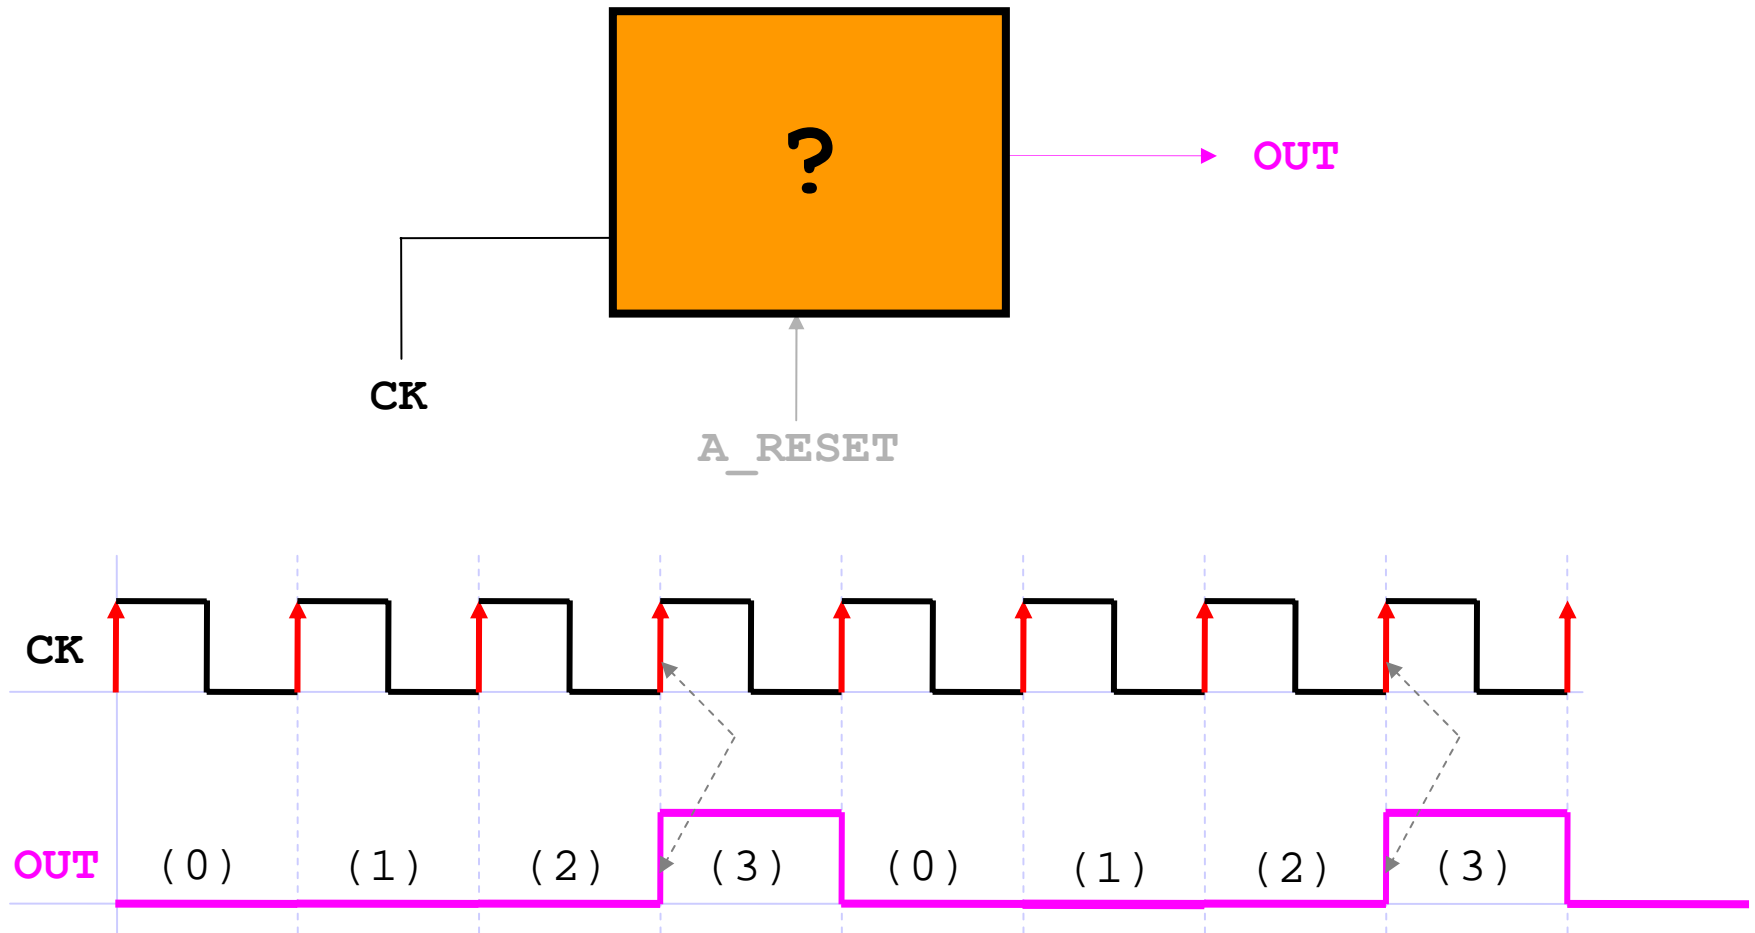 ?
OUT
CK
A_RESET
CK
OUT (0) (1) (2) (3) (0) (1) (2) (3)